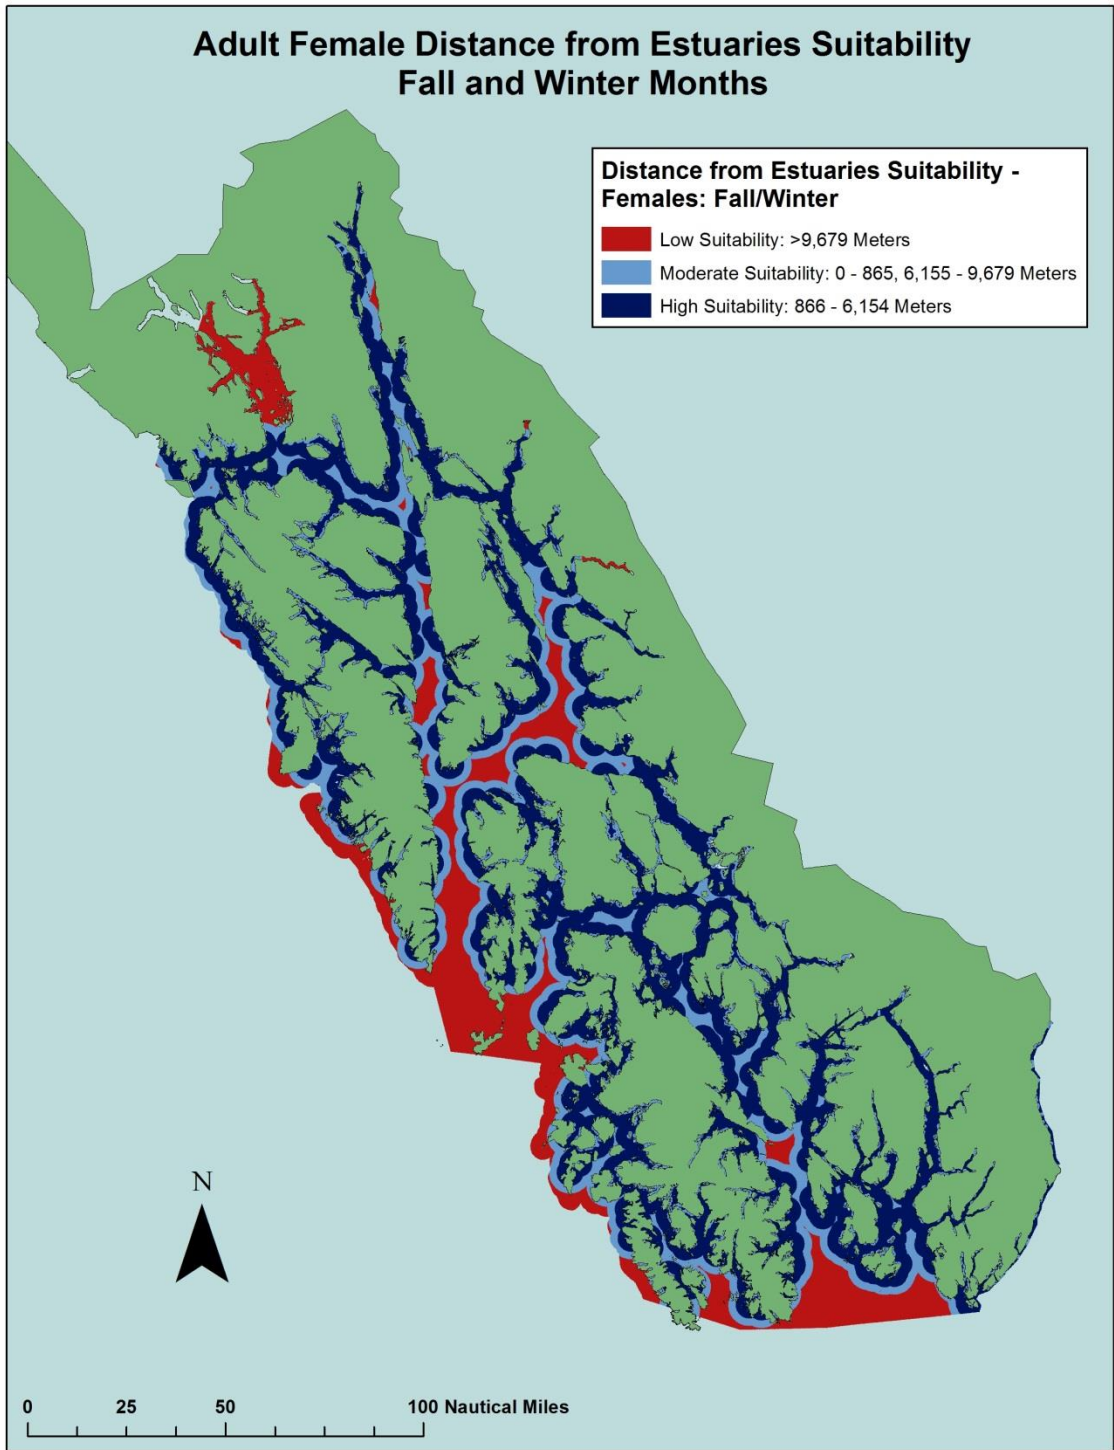 Adult Female Distance from Estuaries Suitability
Fall and Winter Months
Distance from Estuaries Suitability -
Females: Fall/Winter
Low Suitability: >9,679 Meters
Moderate Suitability: 0 - 865, 6,155 - 9,679 Meters
High Suitability: 866 - 6,154 Meters
N
0 25 50 100 Nautical Miles